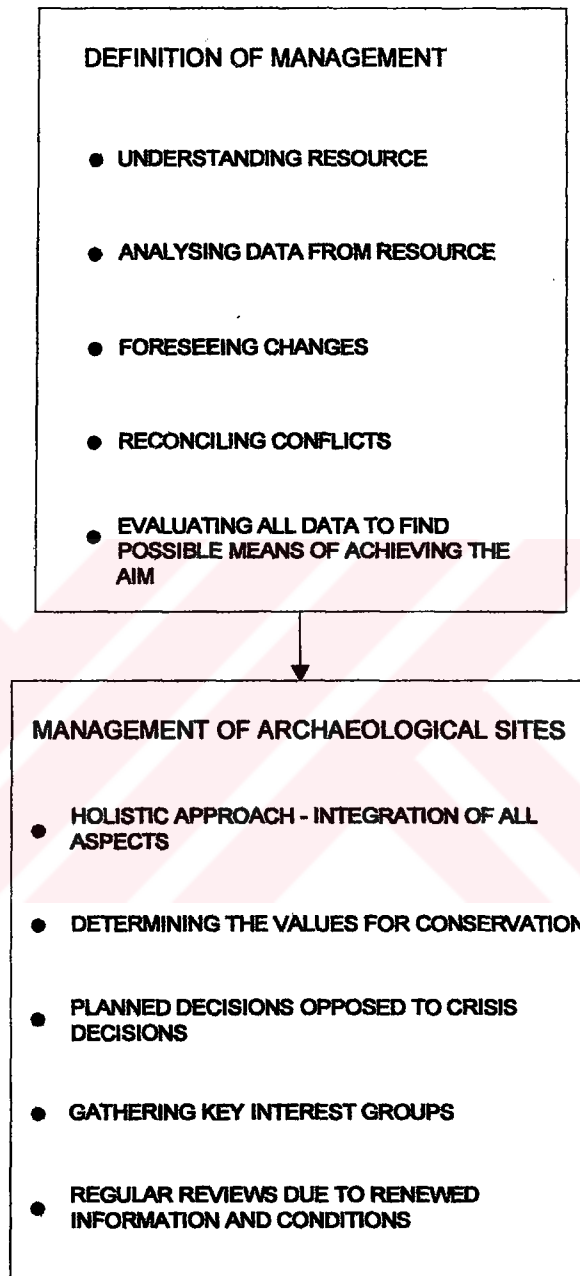 DEFINITION OF MANAGEMENT
● UNDERSTANDING RESOURCE
● ANALYSING DATA FROM RESOURCE
● FORESEEING CHANGES
● RECONCILING CONFLICTS
● EVALUATING ALL DATA TO FIND
POSSIBLE MEANS OF ACHIEVING THE
AIM
MANAGEMENT OF ARCHAEOLOGICAL SITES
● HOLISTIC APPROACH - INTEGRATION OF ALL
ASPECTS
● DETERMINING THE VALUES FOR CONSERVATION
● PLANNED DECISIONS OPPOSED TO CRISIS
DECISIONS
● GATHERING KEY INTEREST GROUPS
● REGULAR REVIEWS DUE TO RENEWED
INFORMATION AND CONDITIONS